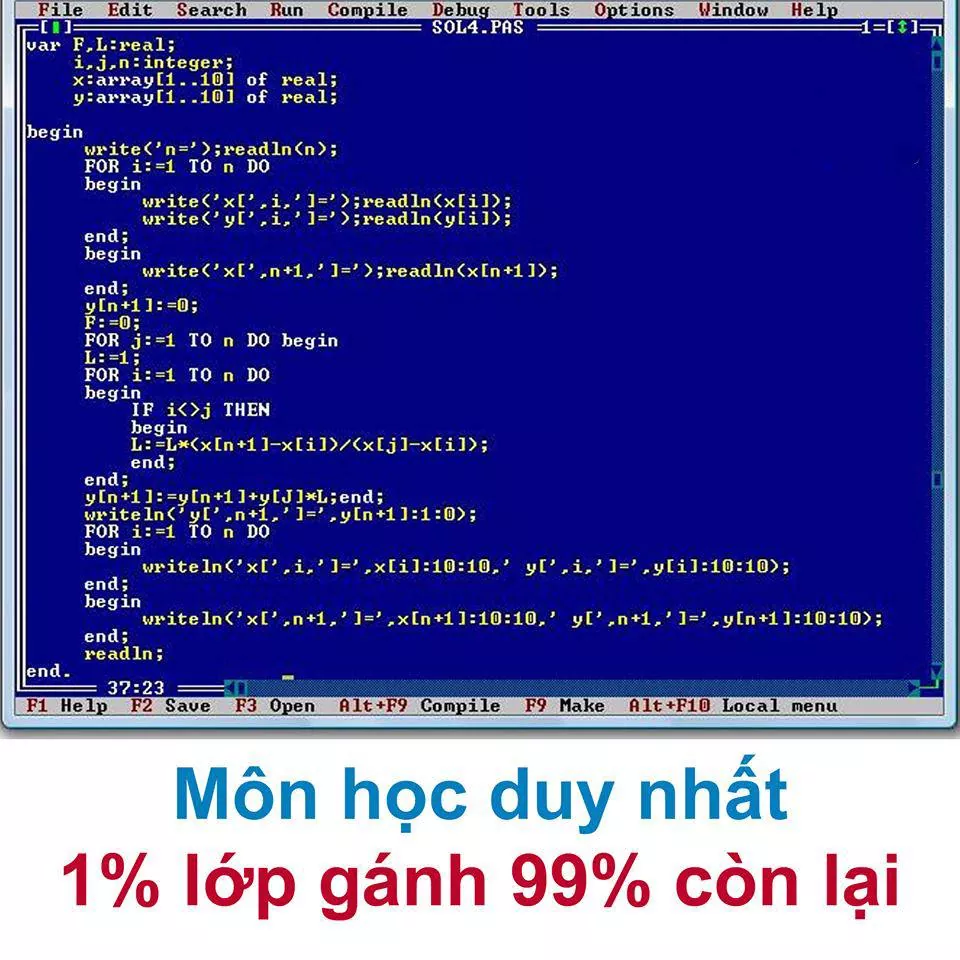 File Edit Search Run Compile Debug Tools Options Window Help
[▮] SOL4.PAS 1=[↕]
var F,L:real;
i,j,n:integer;
x:array[1..10] of real;
y:array[1..10] of real;
begin
write('n=');readln(n);
FOR i:=1 TO n DO
begin
write('x[',i,']=');readln(x[i]);
write('y[',i,']=');readln(y[i]);
end;
begin
write('x[',n+1,']=');readln(x[n+1]);
end;
y[n+1]:=0;
F:=0;
FOR j:=1 TO n DO begin
L:=1;
FOR i:=1 TO n DO
begin
IF i<>j THEN
begin
L:=L*(x[n+1]-x[i])/(x[j]-x[i]);
end;
end;
y[n+1]:=y[n+1]+y[J]*L;end;
writeln('y[',n+1,']=',y[n+1]:1:0);
FOR i:=1 TO n DO
begin
writeln('x[',i,']=',x[i]:10:10,' y[',i,']=',y[i]:10:10);
end;
begin
writeln('x[',n+1,']=',x[n+1]:10:10,' y[',n+1,']=',y[n+1]:10:10);
end;
readln;
end.
37:23
F1 Help F2 Save F3 Open Alt+F9 Compile F9 Make Alt+F10 Local menu
Môn học duy nhất
1% lớp gánh 99% còn lại